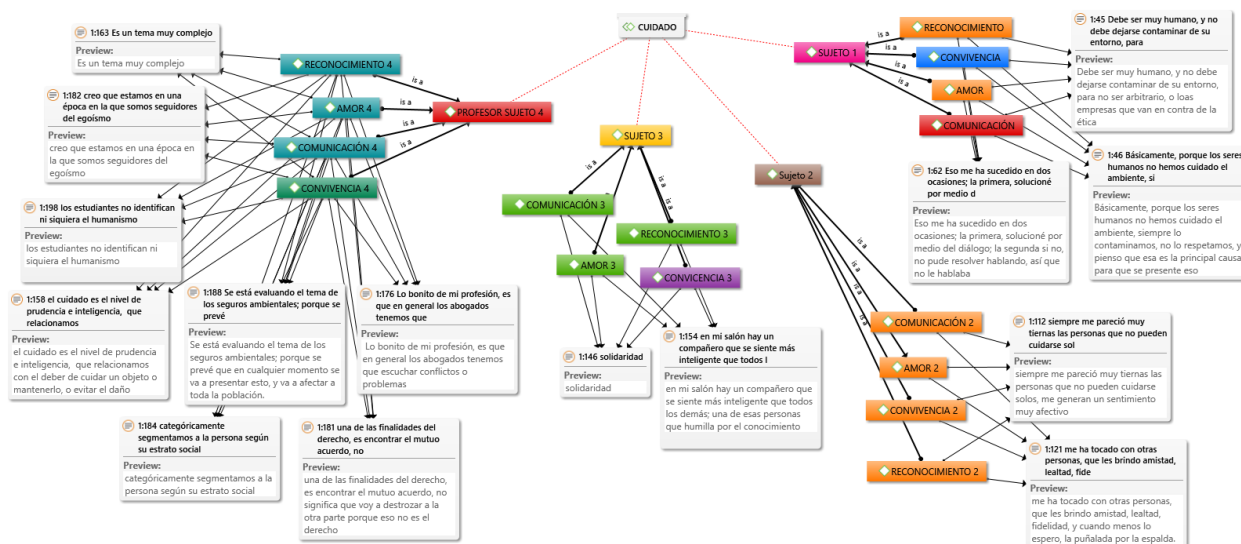 CUIDADO
1:163 Es un tema muy complejo
Preview:
Es un tema muy complejo
1:182 creo que estamos en una
época en la que somos seguidores
del egoísmo
Preview:
creo que estamos en una época en
la que somos seguidores del
egoísmo
1:198 los estudiantes no identifican
ni siquiera el humanismo
Preview:
los estudiantes no identifican ni
siquiera el humanismo
1:158 el cuidado es el nivel de
prudencia e inteligencia, que
relacionamos
Preview:
el cuidado es el nivel de prudencia
e inteligencia, que relacionamos
con el deber de cuidar un objeto o
mantenerlo, o evitar el daño
1:184 categóricamente
segmentamos a la persona según
su estrato social
Preview:
categóricamente segmentamos a la
persona según su estrato social
RECONOCIMIENTO 4
AMOR 4
COMUNICACIÓN 4
CONVIVENCIA 4
is a
is a
is a
is a
PROFESOR SUJETO 4
1:188 Se está evaluando el tema de
los seguros ambientales; porque se
prevé
Preview:
Se está evaluando el tema de los
seguros ambientales; porque se
prevé que en cualquier momento se
va a presentar esto, y va a afectar a
toda la población.
1:176 Lo bonito de mi profesión, es
que en general los abogados
tenemos que
Preview:
Lo bonito de mi profesión, es que
en general los abogados tenemos
que escuchar conflictos o
problemas
1:181 una de las finalidades del
derecho, es encontrar el mutuo
acuerdo, no
Preview:
una de las finalidades del derecho,
es encontrar el mutuo acuerdo, no
significa que voy a destrozar a la
otra parte porque eso no es el
derecho
SUJETO 3
is a
is a
is a
COMUNICACIÓN 3
RECONOCIMIENTO 3
AMOR 3
CONVICENCIA 3
1:146 solidaridad
Preview:
solidaridad
1:154 en mi salón hay un
compañero que se siente más
inteligente que todos l
Preview:
en mi salón hay un compañero que
se siente más inteligente que todos
los demás; una de esas personas
que humilla por el conocimiento
SUJETO 1
is a
is a
is a
is a
RECONOCIMIENTO
CONVIVENCIA
AMOR
COMUNICACIÓN
1:45 Debe ser muy humano, y no
debe dejarse contaminar de su
entorno, para
Preview:
Debe ser muy humano, y no debe
dejarse contaminar de su entorno,
para no ser arbitrario, o loas
empresas que van en contra de la
ética
1:46 Básicamente, porque los seres
humanos no hemos cuidado el
ambiente, si
Preview:
Básicamente, porque los seres
humanos no hemos cuidado el
ambiente, siempre lo
contaminamos, no lo respetamos, y
pienso que esa es la principal causa
para que se presente eso
1:62 Eso me ha sucedido en dos
ocasiones; la primera, solucioné
por medio d
Preview:
Eso me ha sucedido en dos
ocasiones; la primera, solucioné por
medio del diálogo; la segunda si no,
no pude resolver hablando, así que
no le hablaba
Sujeto 2
is a
is a
is a
is a
COMUNICACIÓN 2
AMOR 2
CONVIVENCIA 2
RECONOCIMIENTO 2
1:112 siempre me pareció muy
tiernas las personas que no pueden
cuidarse sol
Preview:
siempre me pareció muy tiernas las
personas que no pueden cuidarse
solos, me generan un sentimiento
muy afectivo
1:121 me ha tocado con otras
personas, que les brindo amistad,
lealtad, fide
Preview:
me ha tocado con otras personas,
que les brindo amistad, lealtad,
fidelidad, y cuando menos lo
espero, la puñalada por la espalda.